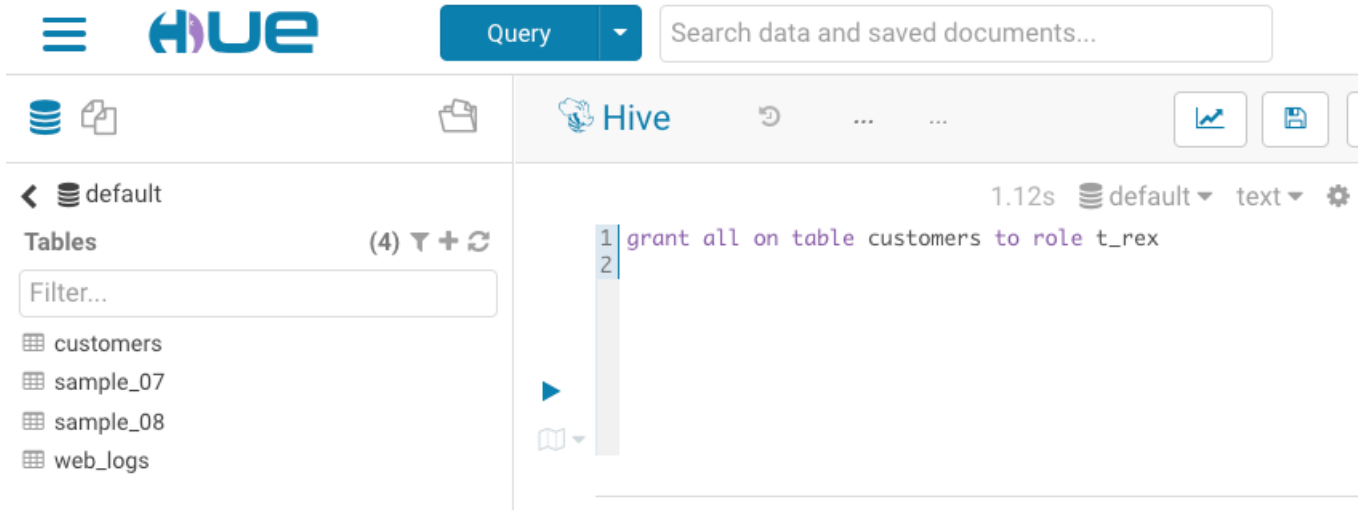 HUE Query Search data and saved documents...
Hive ... ...
default
1.12s default text
Tables (4)
1 grant all on table customers to role t_rex
2
Filter...
customers
sample_07
sample_08
web_logs